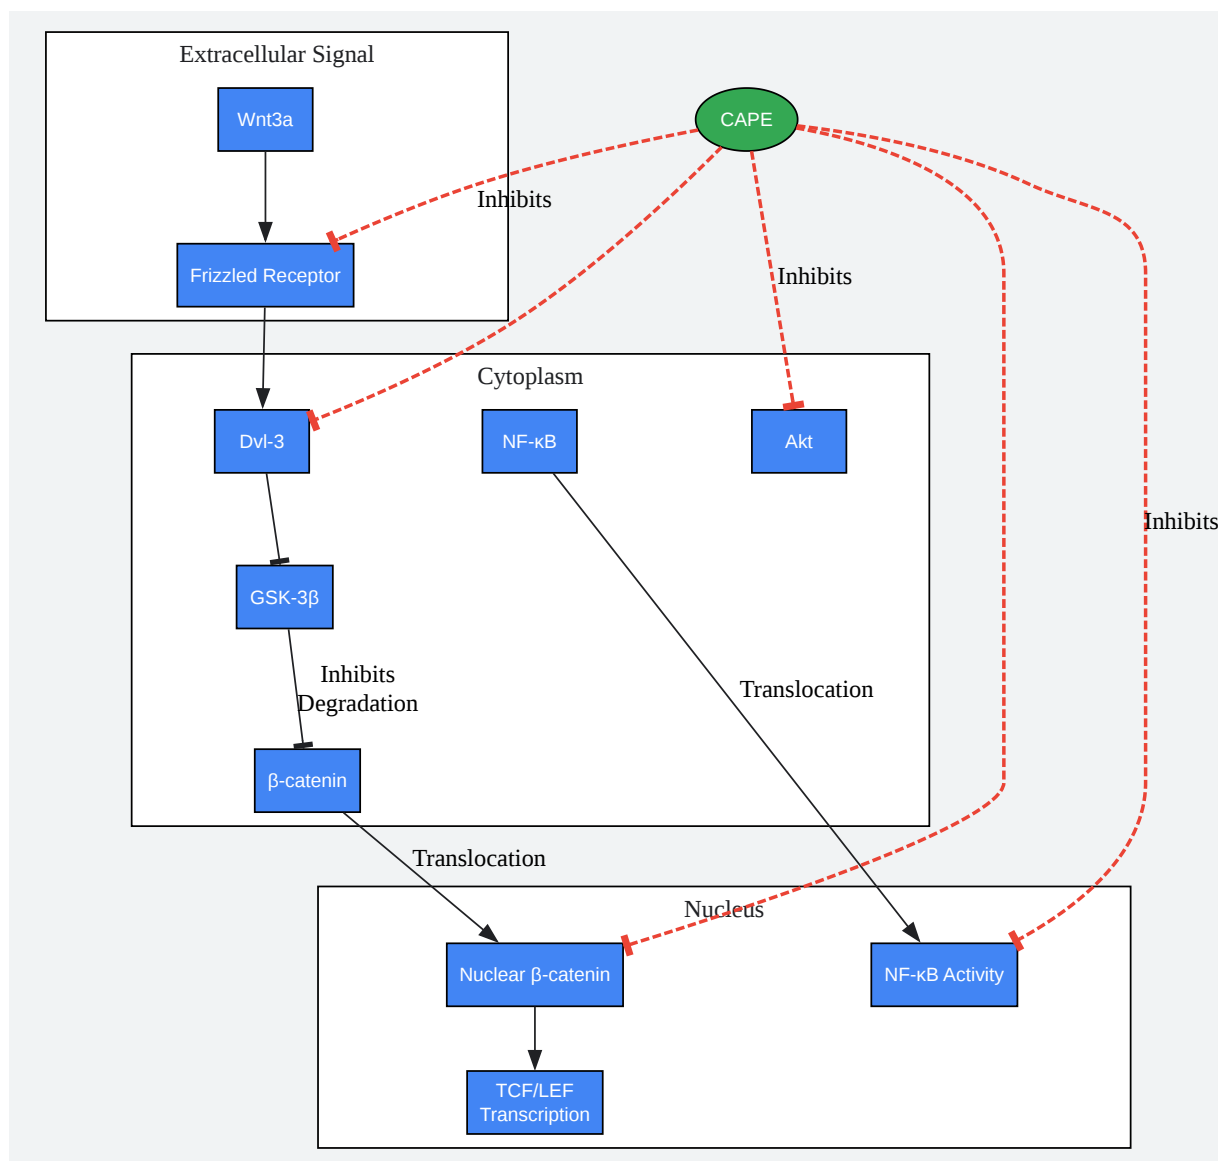 Extracellular Signal
Wnt3a
CAPE
Inhibits
Frizzled Receptor
Inhibits
Cytoplasm
Dvl-3
NF-κB
Akt
Inhibits
GSK-3β
Inhibits
Degradation
Translocation
β-catenin
Translocation
Nucleus
Nuclear β-catenin
NF-κB Activity
TCF/LEF
Transcription